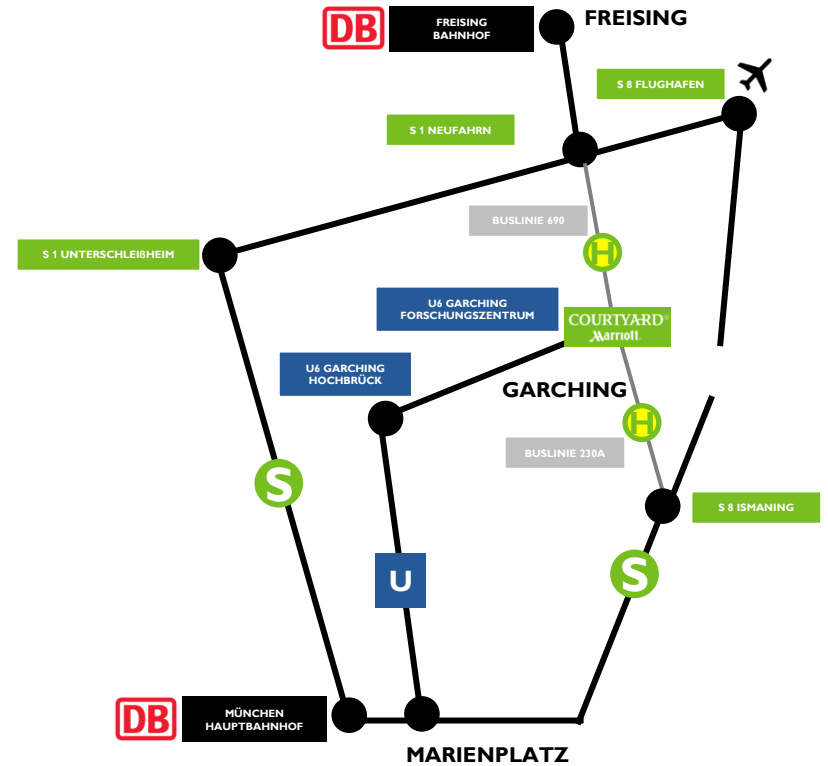 DB
FREISING
BAHNHOF
FREISING
S 8 FLUGHAFEN
S 1 NEUFAHRN
BUSLINIE 690
S 1 UNTERSCHLEIßHEIM
H
U6 GARCHING
FORSCHUNGSZENTRUM
COURTYARD®
Marriott.
U6 GARCHING
HOCHBRÜCK
GARCHING
H
BUSLINIE 230A
S
S 8 ISMANING
S
U
DB
MÜNCHEN
HAUPTBAHNHOF
MARIENPLATZ